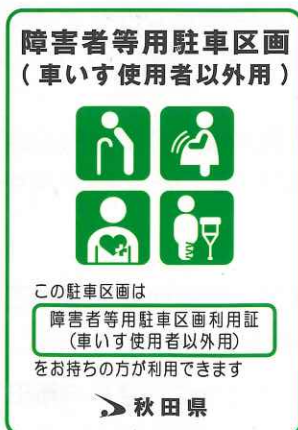 障害者等用駐車区画
(車いす使用者以外用)
この駐車区画は
障害者等用駐車区画利用証
(車いす使用者以外用)
をお持ちの方が利用できます
秋田県